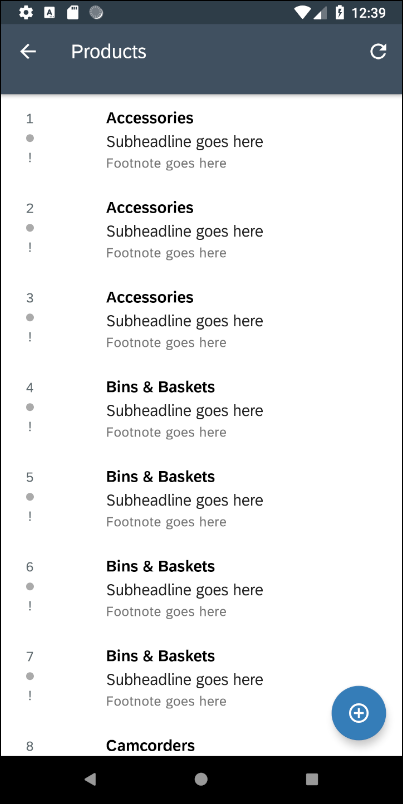 12:39
Products
1 Accessories
Subheadline goes here
! Footnote goes here
2 Accessories
Subheadline goes here
! Footnote goes here
3 Accessories
Subheadline goes here
! Footnote goes here
4 Bins & Baskets
Subheadline goes here
! Footnote goes here
5 Bins & Baskets
Subheadline goes here
! Footnote goes here
6 Bins & Baskets
Subheadline goes here
! Footnote goes here
7 Bins & Baskets
Subheadline goes here
! Footnote goes here
8 Camcorders